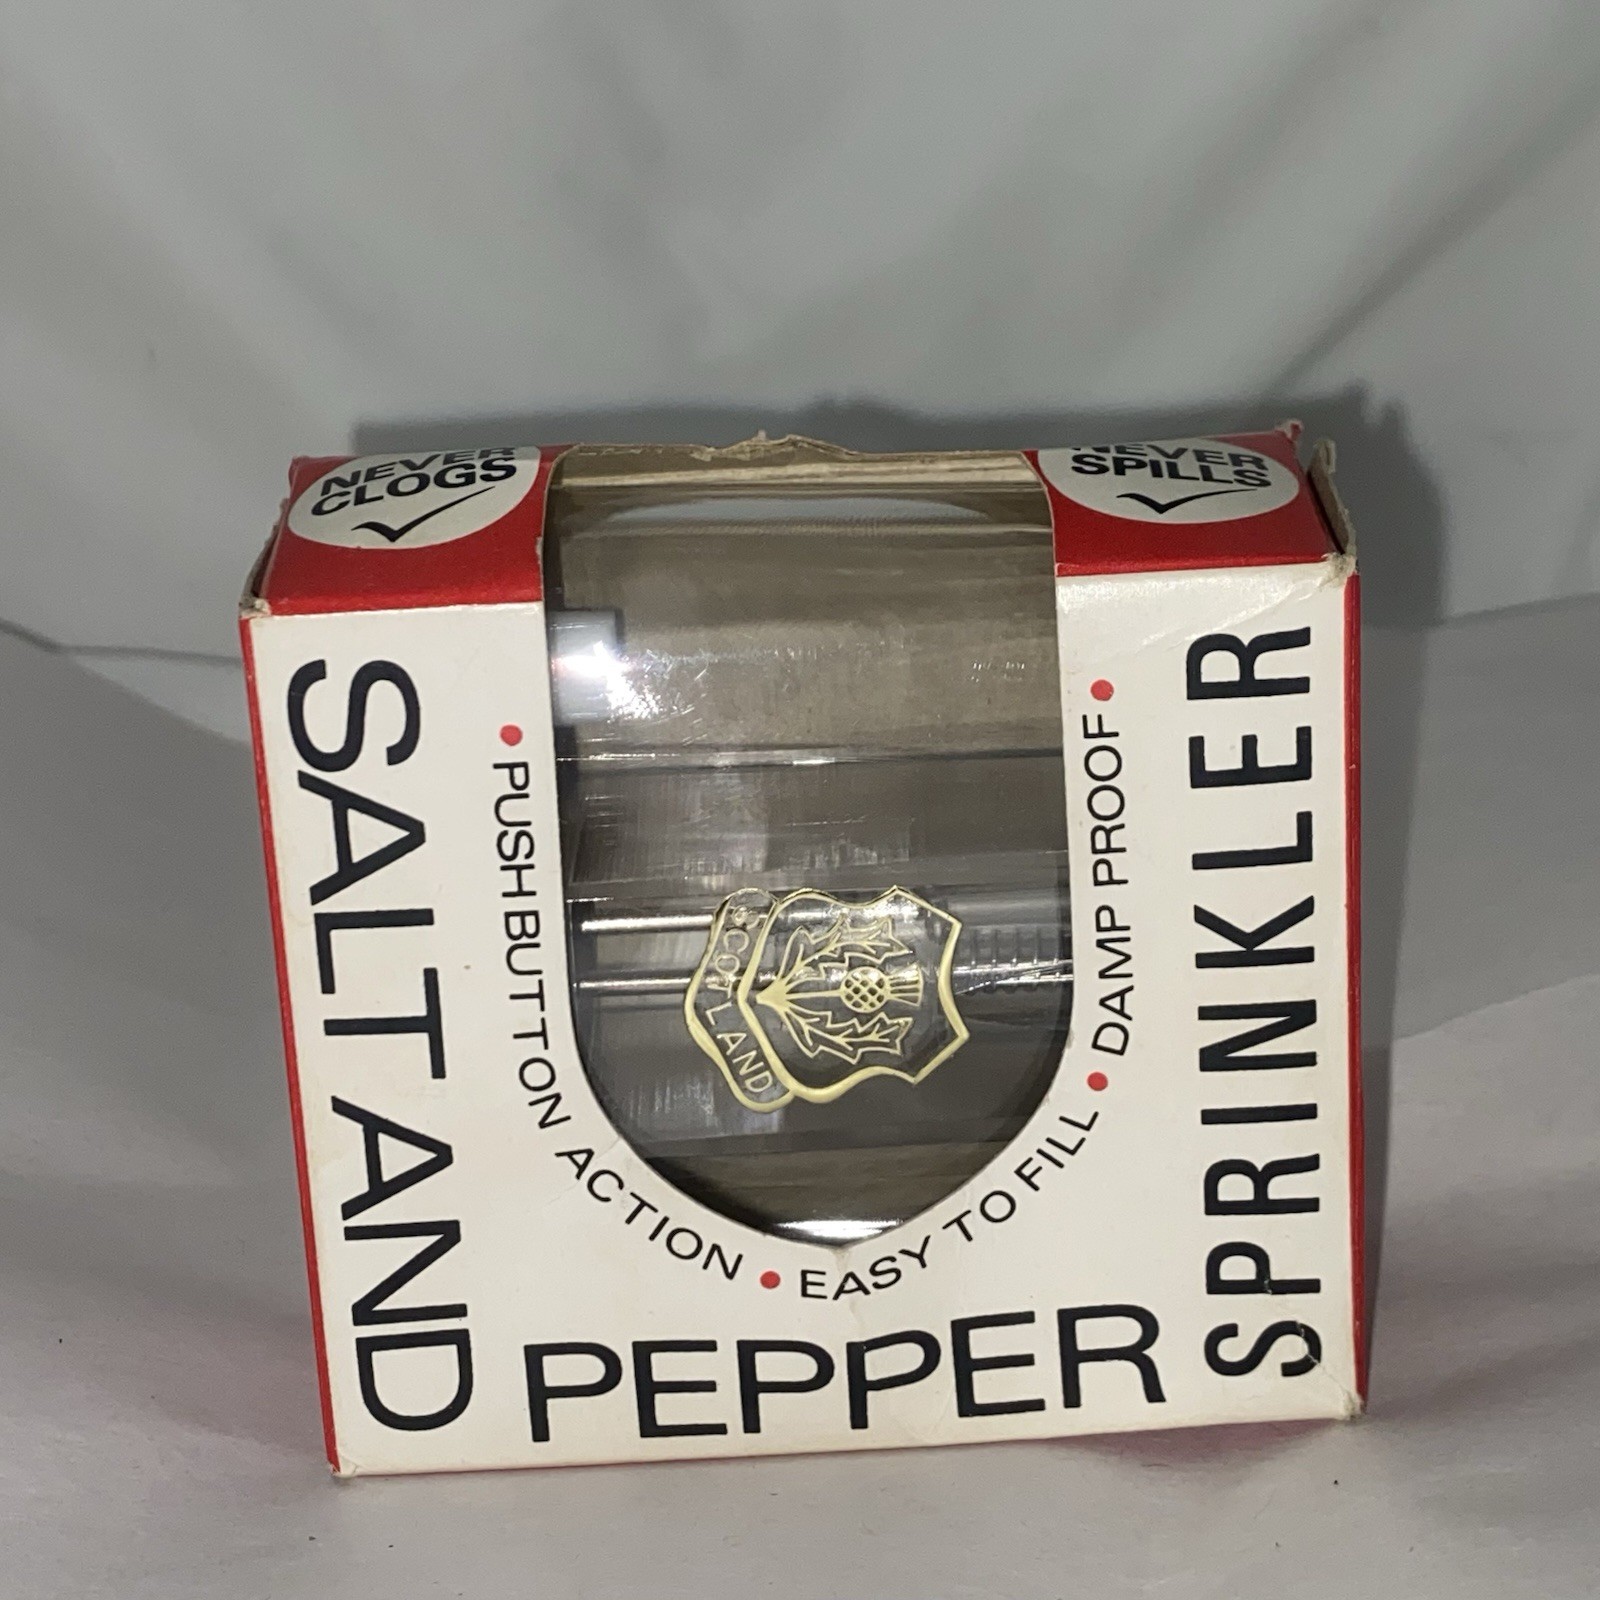 NEVER
CLOGS
NEVER
SPILLS
SALT AND
PEPPER
SPRINKLER
• PUSH BUTTON ACTION • EASY TO FILL • DAMP PROOF •
SCOTLAND